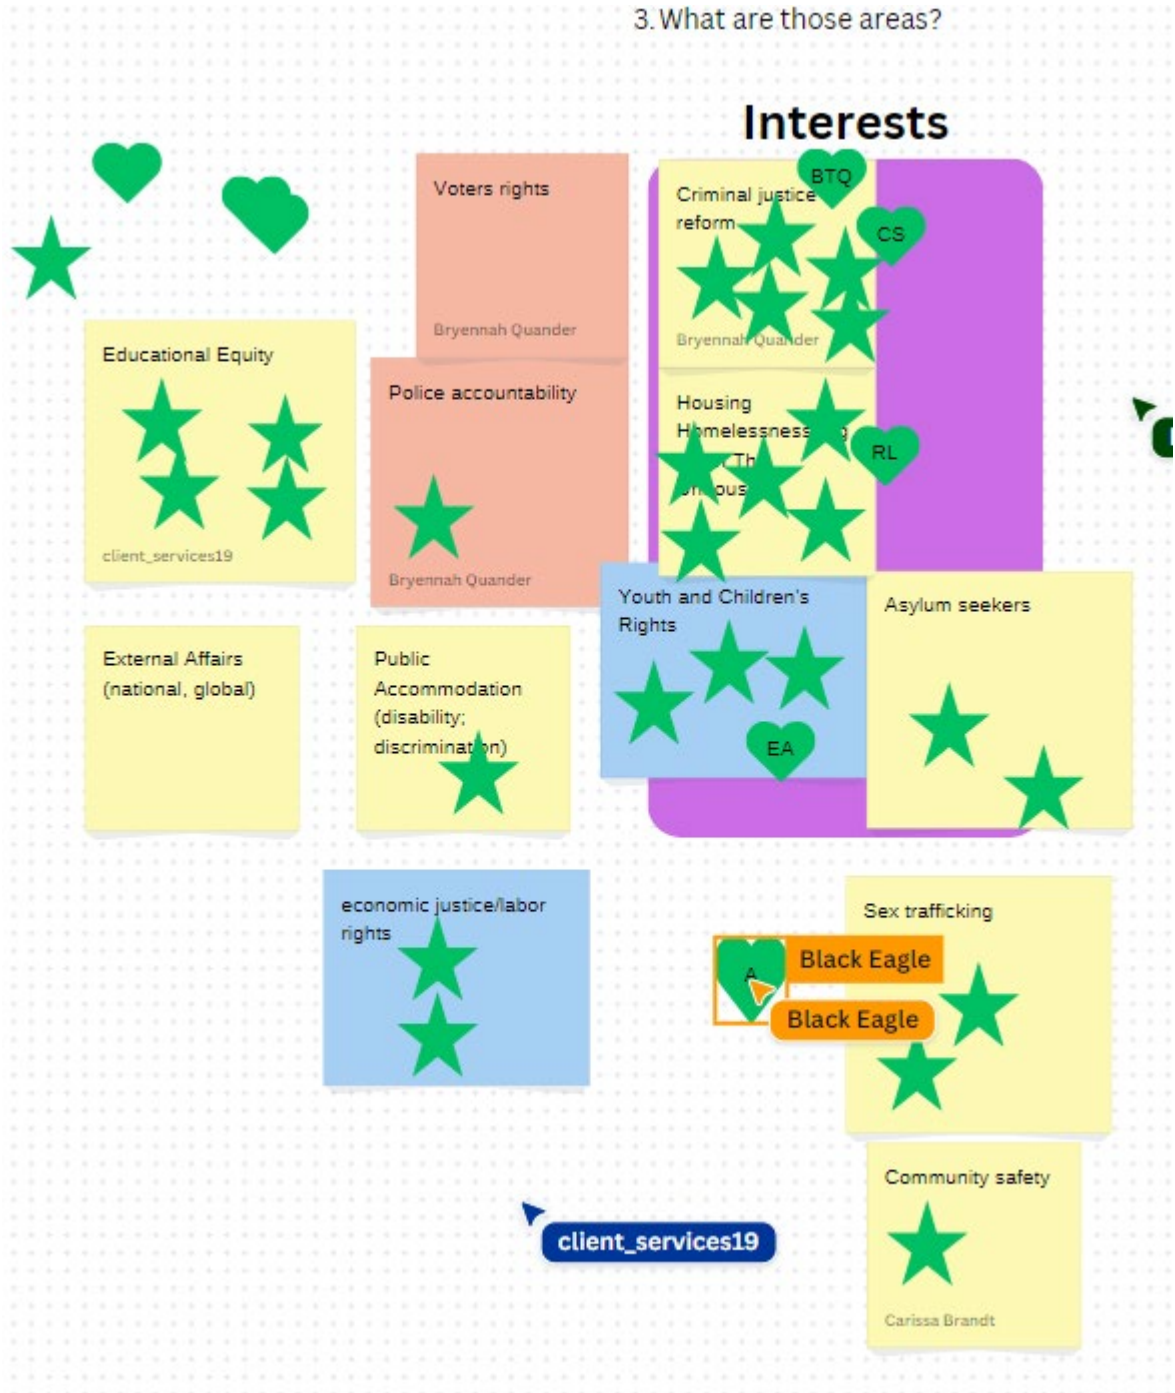 3. What are those areas?
Interests
Voters rights
Bryennah Quander
Criminal justice
reform
Bryennah Quander
BTQ
CS
Educational Equity
client_services19
Police accountability
Bryennah Quander
Housing
Homelessness
RL
External Affairs
(national, global)
Public
Accommodation
(disability;
discrimination)
Youth and Children's
Rights
EA
Asylum seekers
economic justice/labor
rights
Sex trafficking
A
Black Eagle
Black Eagle
client_services19
Community safety
Carissa Brandt